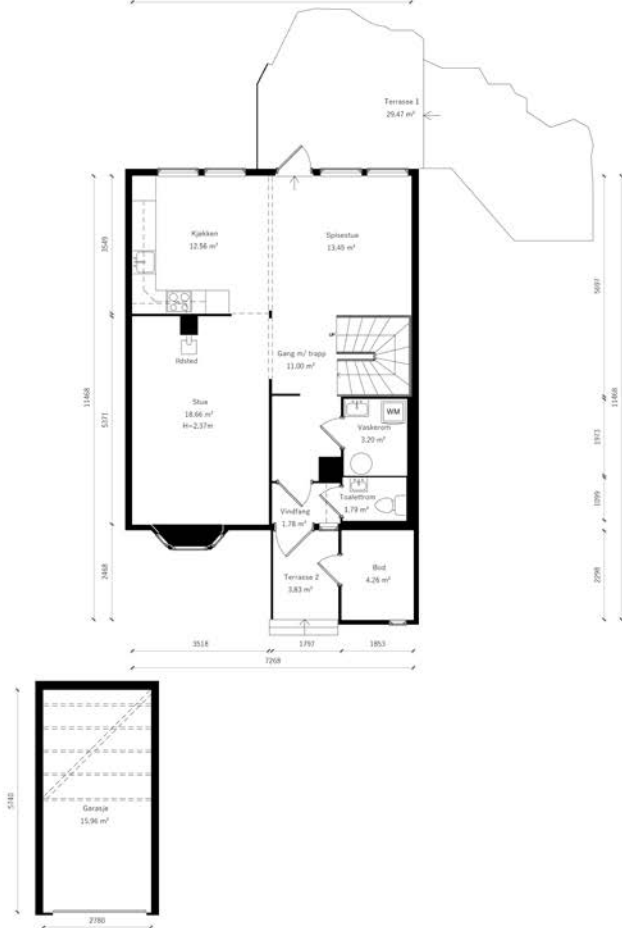 Terrasse 1
29.47 m²
Kjøkken
12.56 m²
Spisestue
13.45 m²
3549
5697
Ildsted
Gang m/ trapp
11.00 m²
11468
11468
Stue
18.66 m²
H=2.37m
5371
WM
Vaskerom
3.20 m²
1973
Toalettrom
1.79 m²
Vindfang
1.78 m²
1099
Terrasse 2
3.83 m²
Bod
4.26 m²
2468
2298
3518
1797
1853
7268
Garasje
15.96 m²
5740
2780